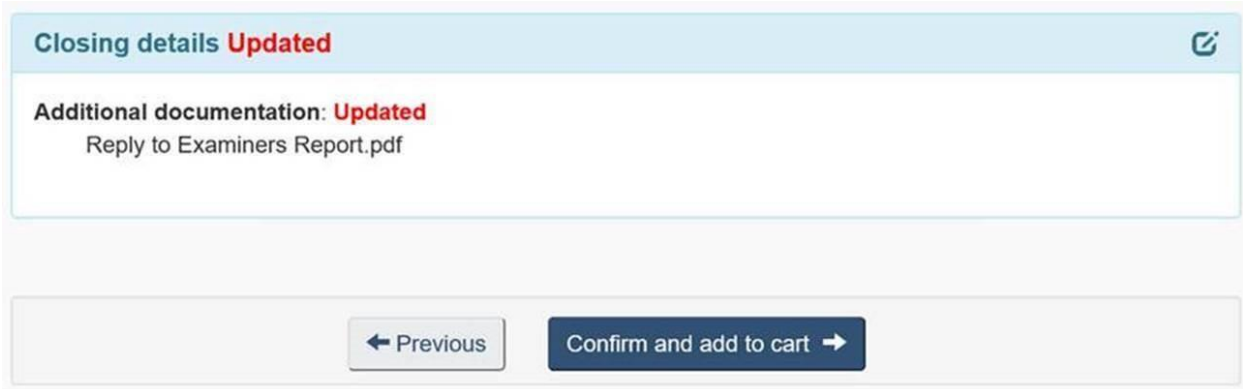 Closing details Updated
Additional documentation: Updated
Reply to Examiners Report.pdf
Previous
Confirm and add to cart